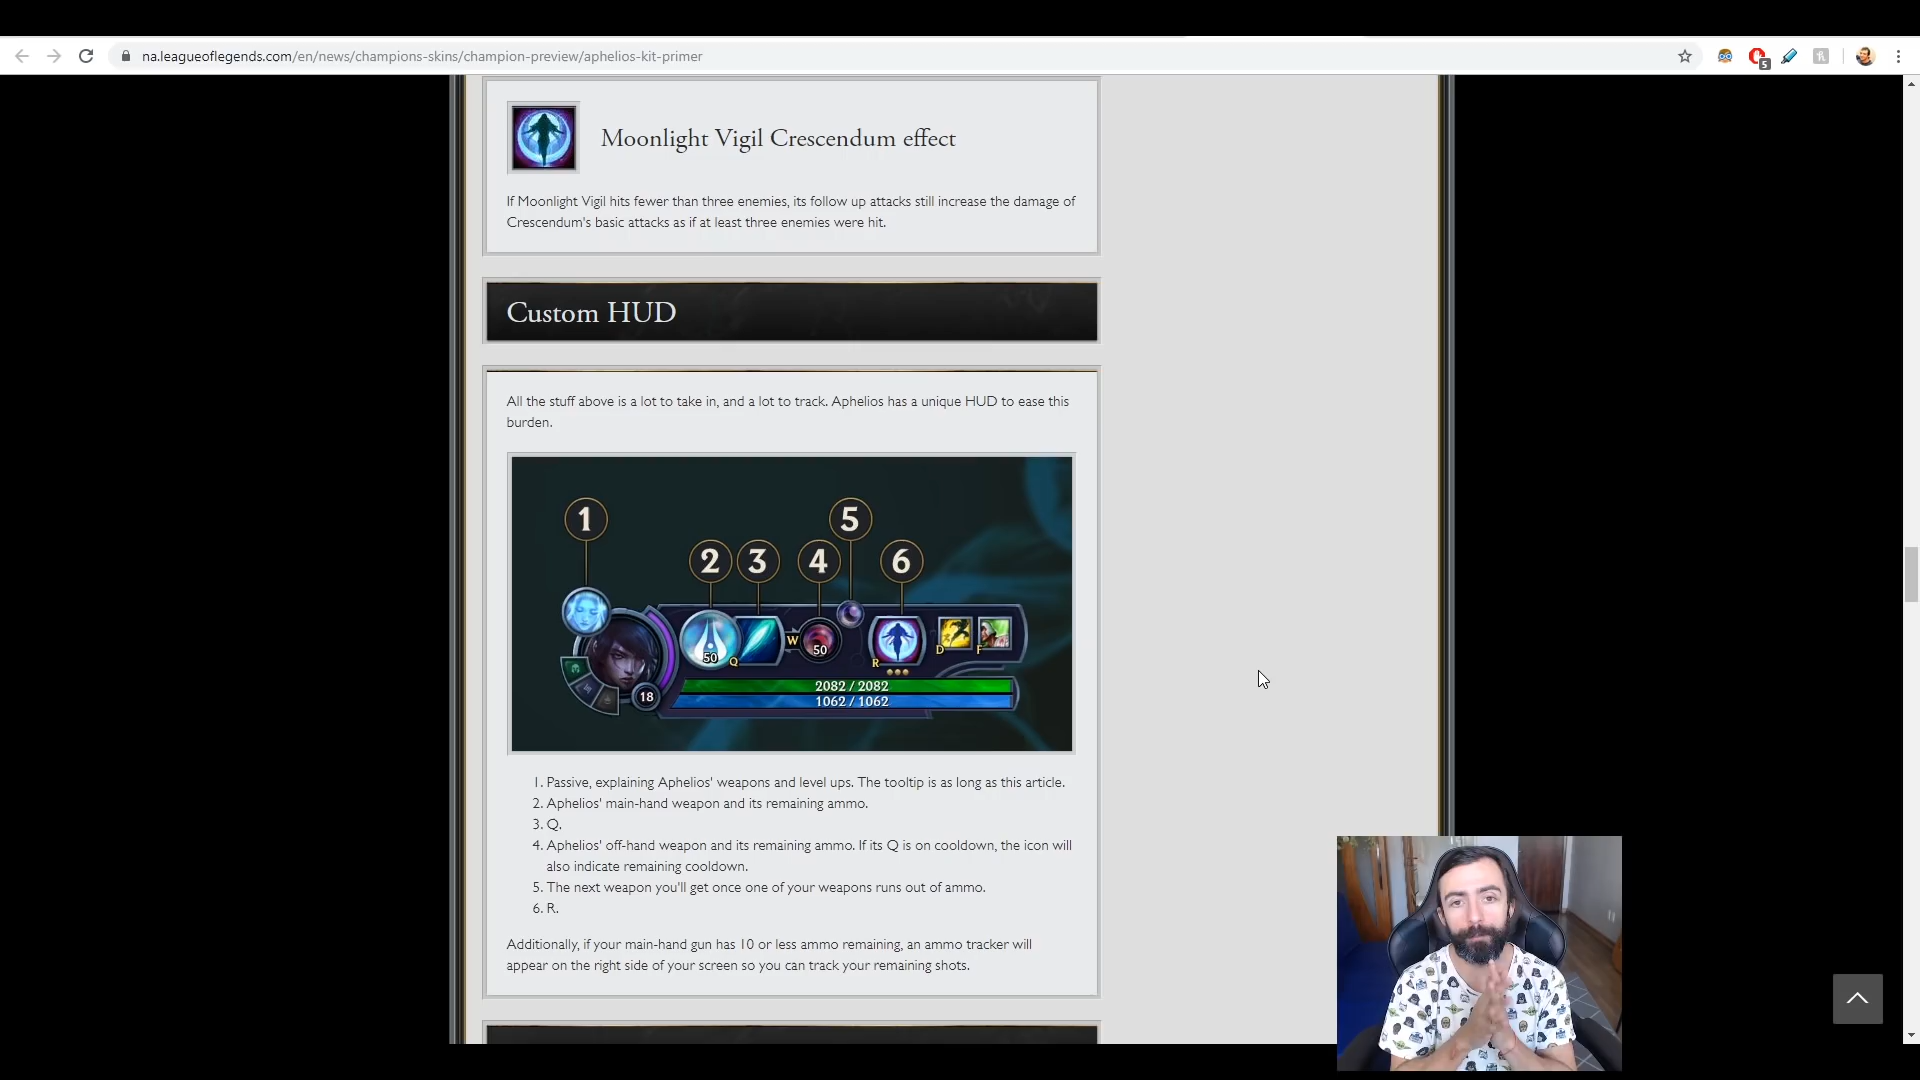 na.leagueoflegends.com/en/news/champions-skins/champion-preview/aphelios-kit-primer
5
Moonlight Vigil Crescendum effect
If Moonlight Vigil hits fewer than three enemies, its follow up attacks still increase the damage of
Crescendum's basic attacks as if at least three enemies were hit.
Custom HUD
All the stuff above is a lot to take in, and a lot to track. Aphelios has a unique HUD to ease this
burden.
1 5
2 3 4 6
50 Q W 50 R D F
18
2082 / 2082
1062 / 1062
1. Passive, explaining Aphelios' weapons and level ups. The tooltip is as long as this article.
2. Aphelios' main-hand weapon and its remaining ammo.
3. Q.
4. Aphelios' off-hand weapon and its remaining ammo. If its Q is on cooldown, the icon will
also indicate remaining cooldown.
5. The next weapon you'll get once one of your weapons runs out of ammo.
6. R.
Additionally, if your main-hand gun has 10 or less ammo remaining, an ammo tracker will
appear on the right side of your screen so you can track your remaining shots.